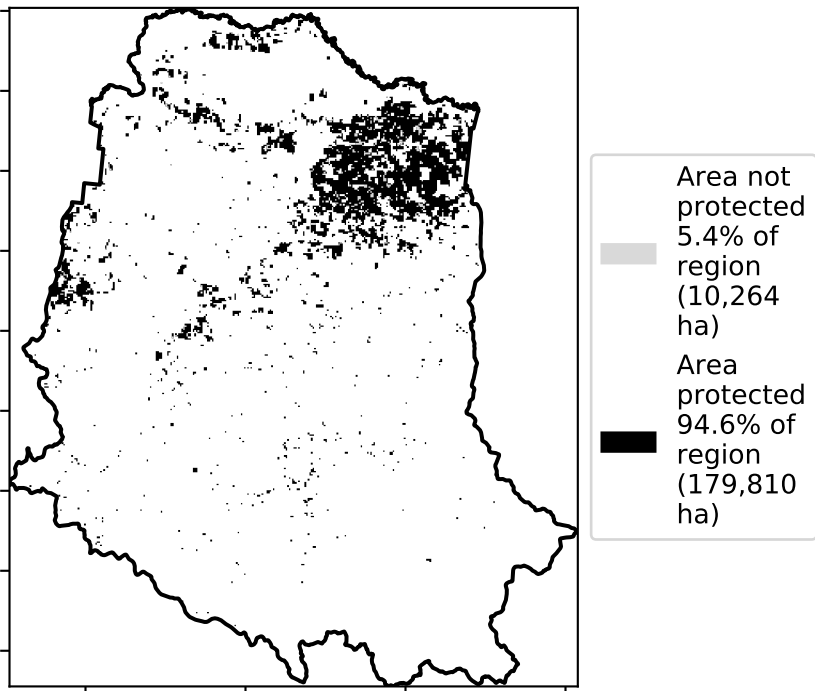 Area not
protected
5.4% of
region
(10,264
ha)
Area
protected
94.6% of
region
(179,810
ha)